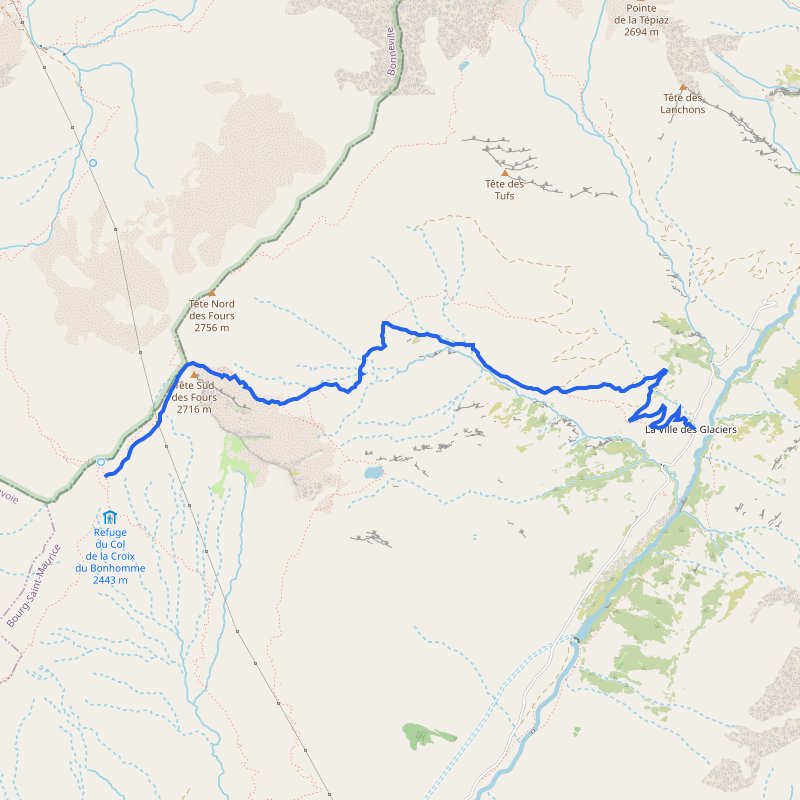 Pointe
de la Tépiaz
2694 m
Bonneville
Tête des
Lanchons
Tête des
Tufs
Tête Nord
des Fours
2756 m
Tête Sud
des Fours
2716 m
La Ville des Glaciers
Refuge
du Col
de la Croix
du Bonhomme
2443 m
Bourg-Saint-Maurice